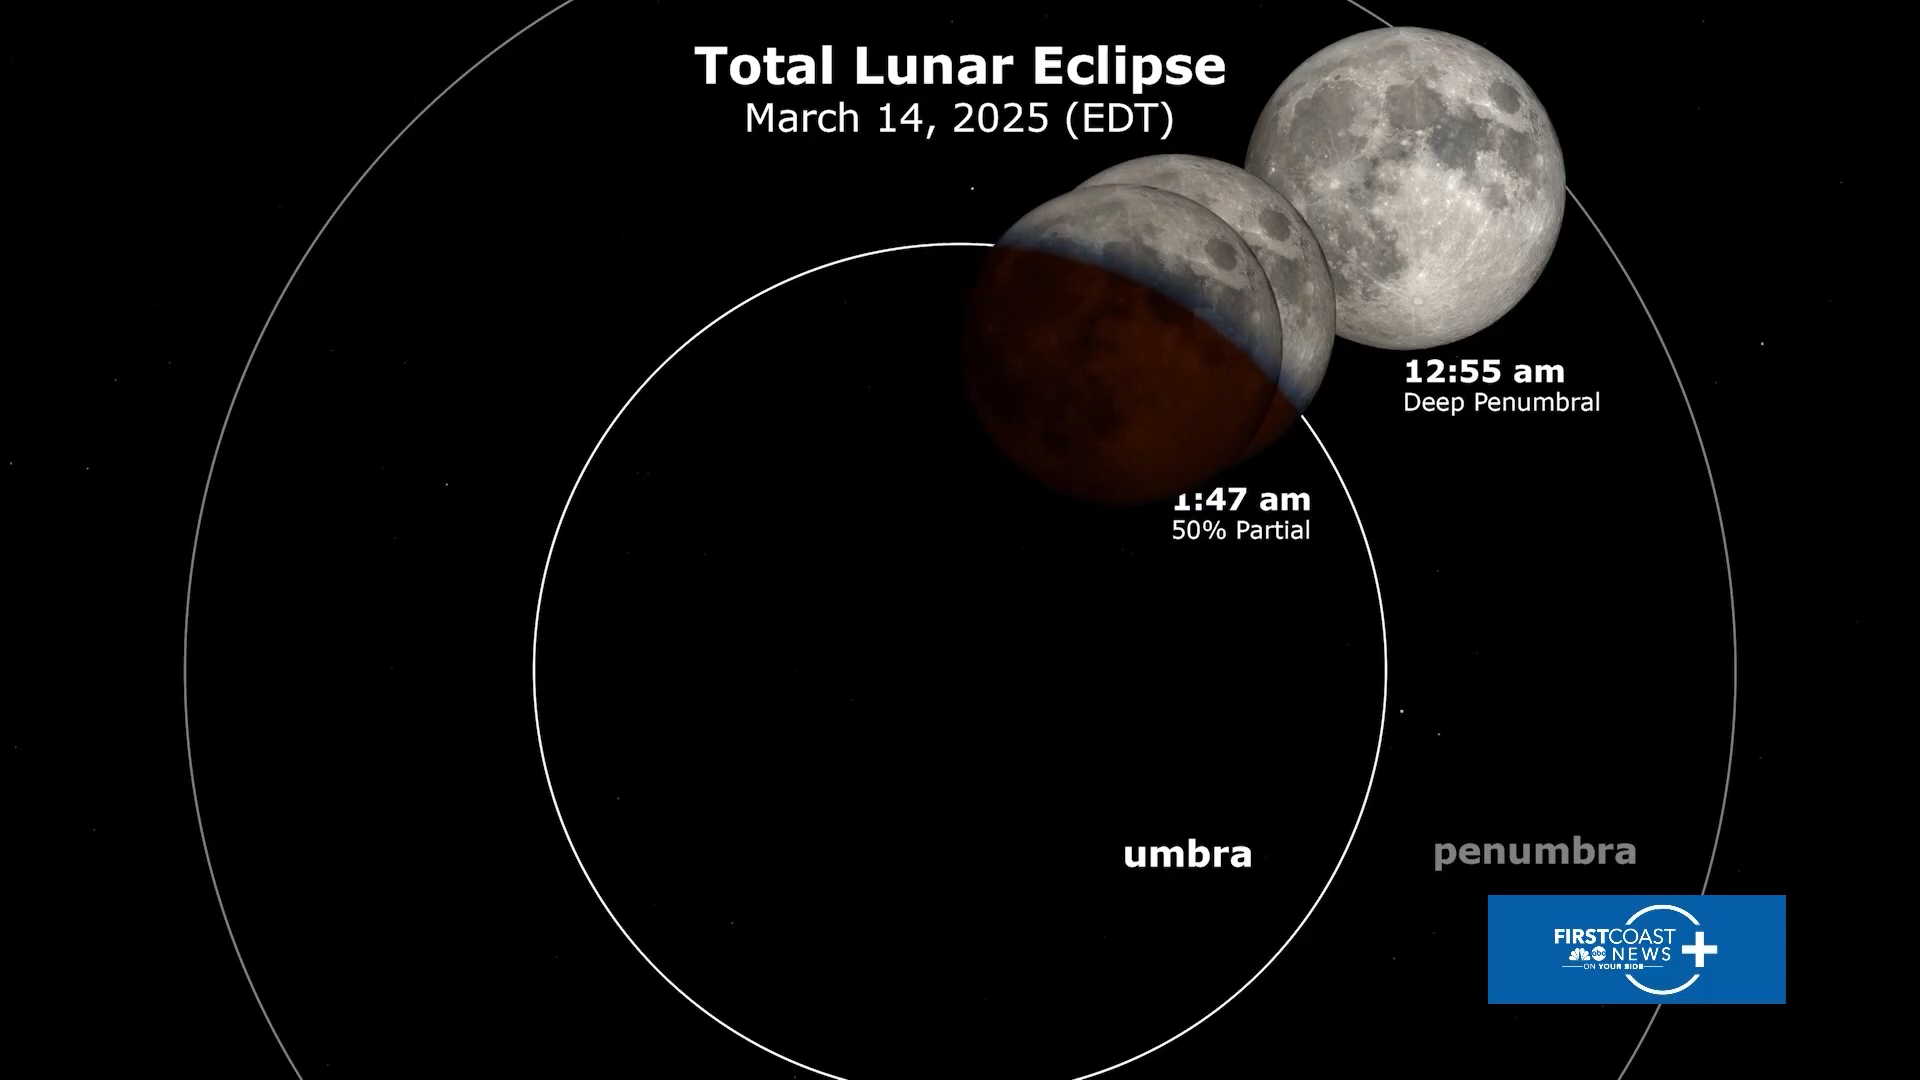 Total Lunar Eclipse
March 14, 2025 (EDT)
12:55 am
Deep Penumbral
1:47 am
50% Partial
umbra
penumbra
FIRSTCOAST
abc NEWS
ON YOUR SIDE